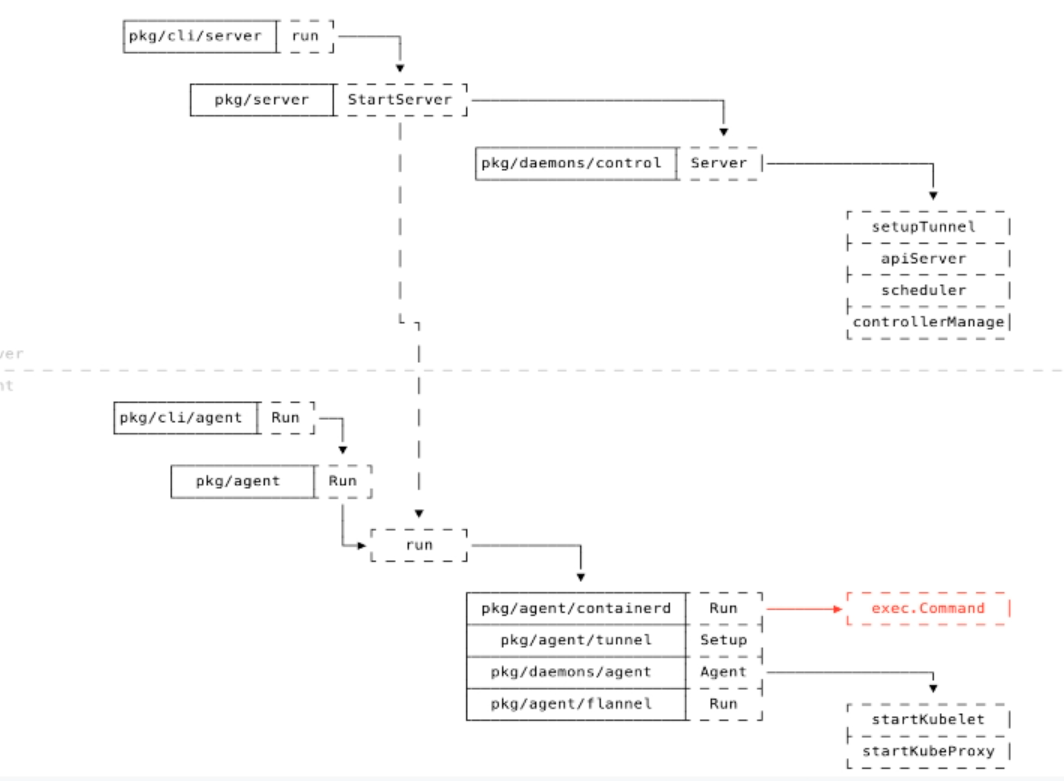 pkg/cli/server run
pkg/server StartServer
pkg/daemons/control Server
setupTunnel
apiServer
scheduler
controllerManage
ver
nt
pkg/cli/agent Run
pkg/agent Run
run
pkg/agent/containerd Run exec.Command
pkg/agent/tunnel Setup
pkg/daemons/agent Agent
pkg/agent/flannel Run
startKubelet
startKubeProxy